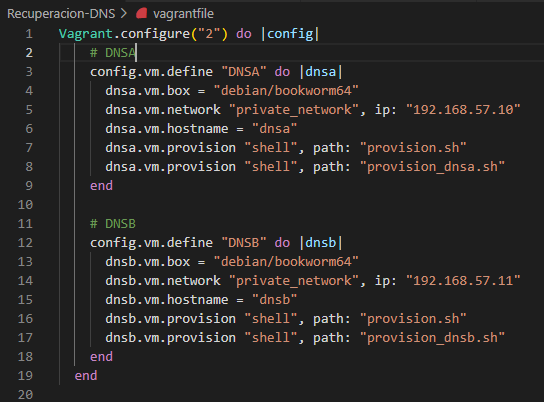 Recuperacion-DNS > vagrantfile
1 Vagrant.configure("2") do |config|
2     # DNSA
3     config.vm.define "DNSA" do |dnsa|
4       dnsa.vm.box = "debian/bookworm64"
5       dnsa.vm.network "private_network", ip: "192.168.57.10"
6       dnsa.vm.hostname = "dnsa"
7       dnsa.vm.provision "shell", path: "provision.sh"
8       dnsa.vm.provision "shell", path: "provision_dnsa.sh"
9     end
10
11     # DNSB
12     config.vm.define "DNSB" do |dnsb|
13       dnsb.vm.box = "debian/bookworm64"
14       dnsb.vm.network "private_network", ip: "192.168.57.11"
15       dnsb.vm.hostname = "dnsb"
16       dnsb.vm.provision "shell", path: "provision.sh"
17       dnsb.vm.provision "shell", path: "provision_dnsb.sh"
18     end
19   end
20